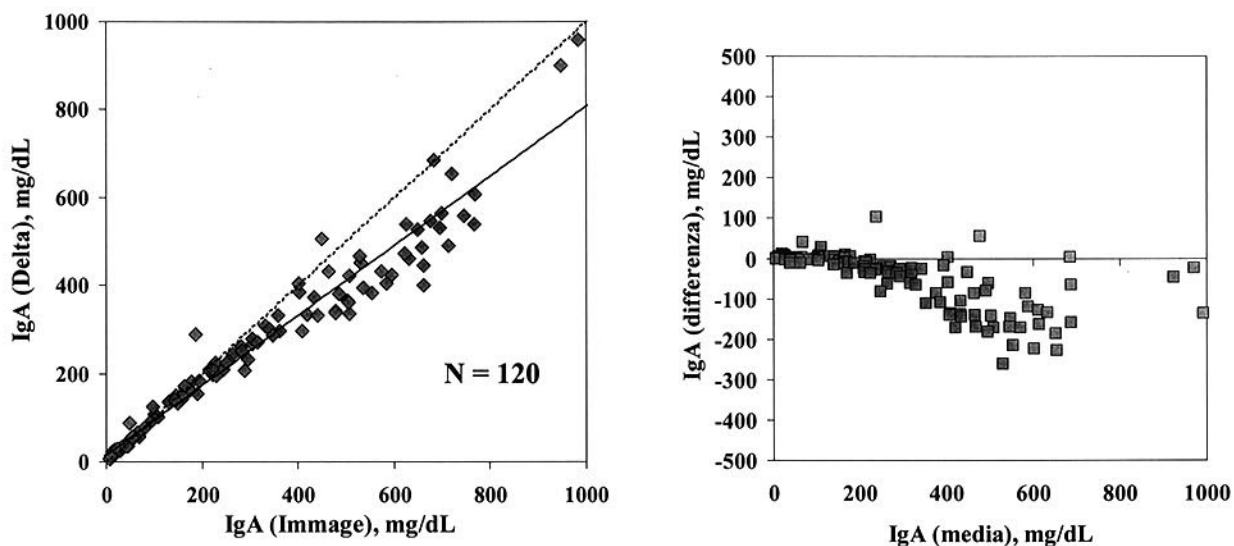 1000
800
600
400
200
0
IgA (Delta), mg/dL
N = 120
0 200 400 600 800 1000
IgA (Immage), mg/dL
500
400
300
200
100
0
-100
-200
-300
-400
-500
IgA (differenza), mg/dL
0 200 400 600 800 1000
IgA (media), mg/dL